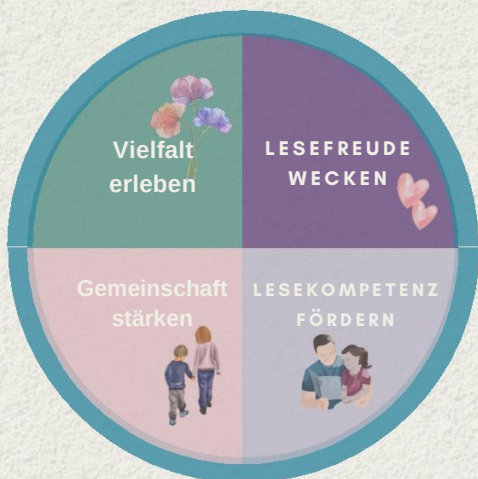 Vielfalt
erleben
LESEFREUDE
WECKEN
Gemeinschaft
stärken
LESEKOMPETENZ
FÖRDERN